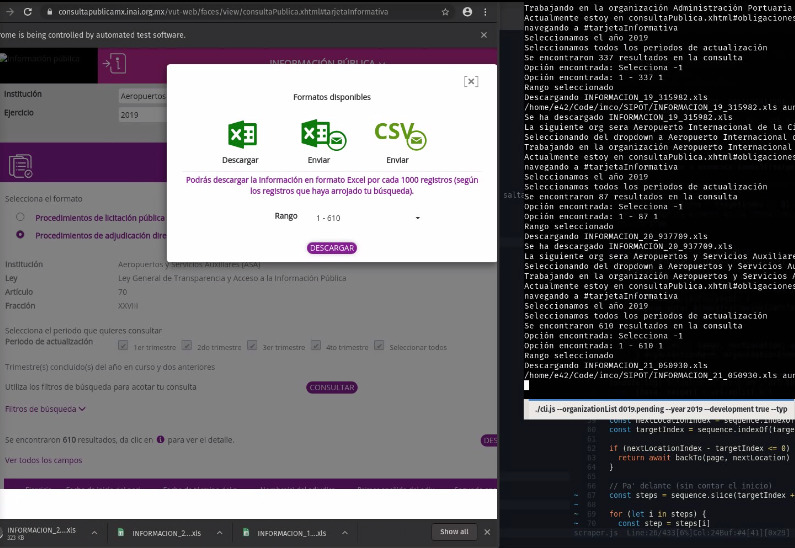 consultapublicamx.inai.org.mx/vut-web/faces/view/consultaPublica.xhtml#tarjetaInformativa
rome is being controlled by automated test software.
Información pública
INFORMACIÓN PÚBLICA
Institución
Aeropuertos
Ejercicio
2019
Formatos disponibles
Descargar
Enviar
CSV
Enviar
Podrás descargar la información en formato Excel por cada 1000 registros (según
los registros que haya arrojado tu búsqueda).
Rango
1 - 610
DESCARGAR
Selecciona el formato
Procedimientos de licitación pública
Procedimientos de adjudicación dire
Institución
Aeropuertos y Servicios Auxiliares (ASA)
Ley
Ley General de Transparencia y Acceso a la Información Pública
Artículo
70
Fracción
XXVIII
Selecciona el periodo que quieres consultar
Periodo de actualización
1er trimestre
2do trimestre
3er trimestre
4to trimestre
Seleccionar todos
Trimestre(s) concluido(s) del año en curso y dos anteriores
Utiliza los filtros de búsqueda para acotar tu consulta
CONSULTAR
Filtros de búsqueda
Se encontraron 610 resultados, da clic en
para ver el detalle.
DES
Ver todos los campos
INFORMACION_2....xls
323 KB
INFORMACION_2....xls
INFORMACION_1....xls
Show all
Trabajando en la organización Administración Portuaria
Actualmente estoy en consultaPublica.xhtml#obligaciones
navegando a #tarjetaInformativa
Seleccionamos el año 2019
Seleccionamos todos los periodos de actualización
Se encontraron 337 resultados en la consulta
Opción encontrada: Selecciona -1
Opción encontrada: 1 - 337 1
Rango seleccionado
Descargando INFORMACION_19_315982.xls
/home/e42/Code/imco/SIPOT/INFORMACION_19_315982.xls aun
Se ha descargado INFORMACION_19_315982.xls
La siguiente org sera Aeropuerto Internacional de la Ci
Seleccionando del dropdown a Aeropuerto Internacional d
Trabajando en la organización Aeropuerto Internacional
Actualmente estoy en consultaPublica.xhtml#obligaciones
navegando a #tarjetaInformativa
Seleccionamos el año 2019
Seleccionamos todos los periodos de actualización
Se encontraron 87 resultados en la consulta
Opción encontrada: Selecciona -1
Opción encontrada: 1 - 87 1
Rango seleccionado
Descargando INFORMACION_20_937709.xls
Se ha descargado INFORMACION_20_937709.xls
La siguiente org sera Aeropuertos y Servicios Auxiliare
Seleccionando del dropdown a Aeropuertos y Servicios Au
Trabajando en la organización Aeropuertos y Servicios A
Actualmente estoy en consultaPublica.xhtml#obligaciones
navegando a #tarjetaInformativa
Seleccionamos el año 2019
Seleccionamos todos los periodos de actualización
Se encontraron 610 resultados en la consulta
Opción encontrada: Selecciona -1
Opción encontrada: 1 - 610 1
Rango seleccionado
Descargando INFORMACION_21_050930.xls
/home/e42/Code/imco/SIPOT/INFORMACION_21_050930.xls aun
./cli.js --organizationList d019.pending --year 2019 --development true --typ
60 const targetIndex = sequence.indexOf(targe
61
62 if (nextLocationIndex - targetIndex <= 0)
63 return await backTo(page, nextLocation)
64 }
65
66 // Pa' delante (sin contar el inicio)
~ 67 const steps = sequence.slice(targetIndex +
~ 68
~ 69 for (let i in steps) {
~ 70 const step = steps[i]